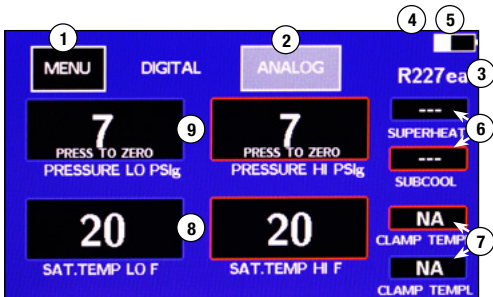 1 2 4 5
MENU DIGITAL ANALOG R227ea 3
7 7 --- 6
PRESS TO ZERO 9 PRESS TO ZERO SUPERHEAT
PRESSURE LO PSIg PRESSURE HI PSIg ---
SUBCOOL
20 8 20 NA 7
CLAMP TEMPH
SAT.TEMP LO F SAT.TEMP HI F NA
CLAMP TEMPL